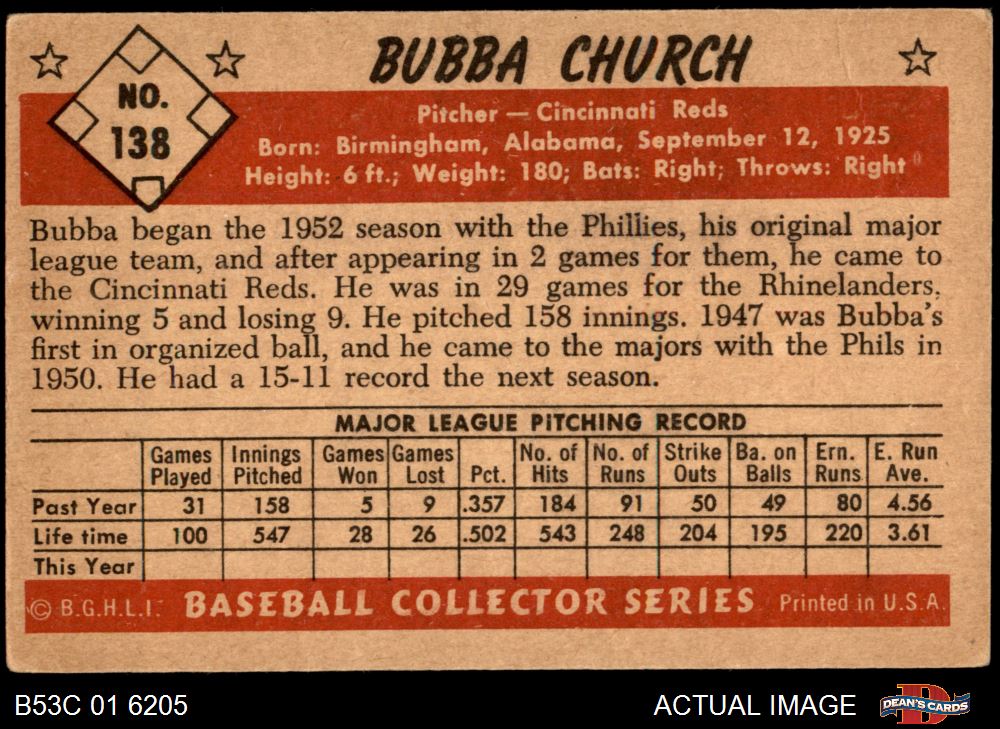 BUBBA CHURCH
NO.
138
Pitcher — Cincinnati Reds
Born: Birmingham, Alabama, September 12, 1925
Height: 6 ft.; Weight: 180; Bats: Right; Throws: Right
Bubba began the 1952 season with the Phillies, his original major
league team, and after appearing in 2 games for them, he came to
the Cincinnati Reds. He was in 29 games for the Rhinelanders,
winning 5 and losing 9. He pitched 158 innings. 1947 was Bubba's
first in organized ball, and he came to the majors with the Phils in
1950. He had a 15-11 record the next season.
MAJOR LEAGUE PITCHING RECORD
Games Played Innings Pitched Games Won Games Lost Pct. No. of Hits No. of Runs Strike Outs Ba. on Balls Ern. Runs E. Run Ave.
Past Year 31 158 5 9 .357 184 91 50 49 80 4.56
Life time 100 547 28 26 .502 543 248 204 195 220 3.61
This Year
© B.G.H.L.I. BASEBALL COLLECTOR SERIES Printed in U.S.A.
B53C 01 6205 ACTUAL IMAGE DEAN'S CARDS